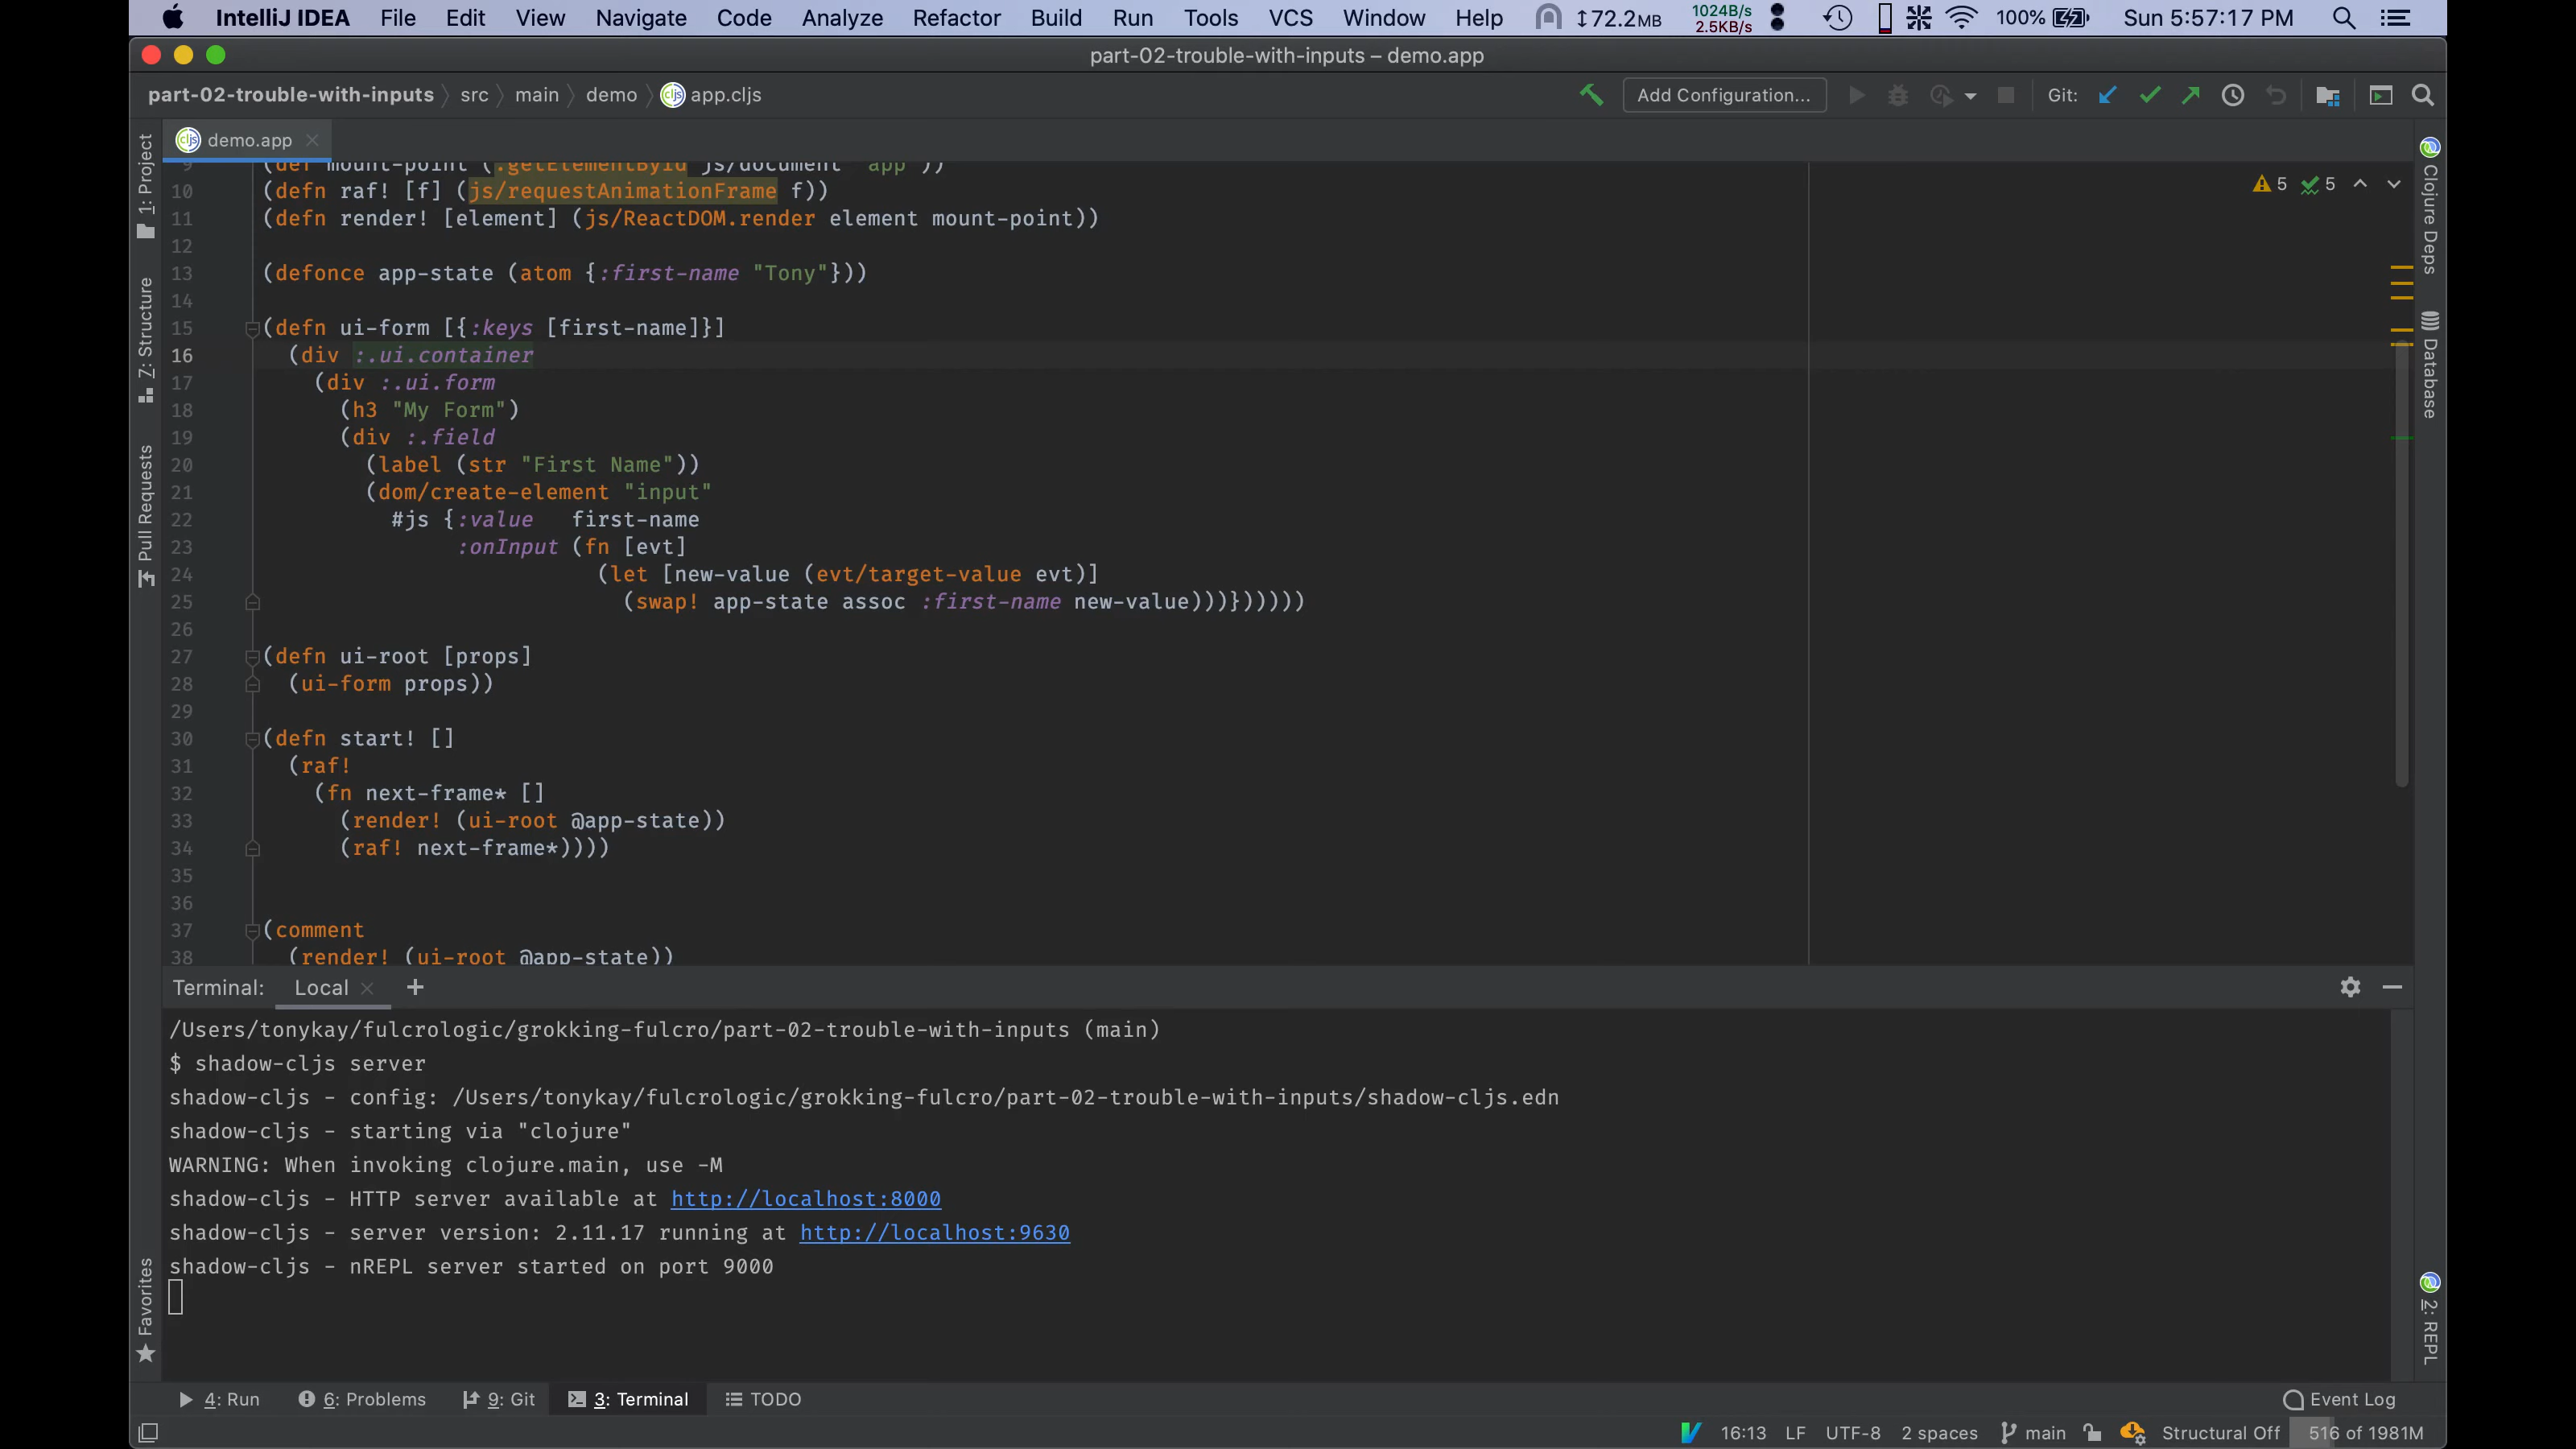 IntelliJ IDEA File Edit View Navigate Code Analyze Refactor Build Run Tools VCS Window Help ↕72.2MB 1024B/s 2.5KB/s 100% Sun 5:57:17 PM
part-02-trouble-with-inputs – demo.app
part-02-trouble-with-inputs src main demo app.cljs Add Configuration... Git:
demo.app
9 (def mount-point (.getElementById js/document "app"))
10 (defn raf! [f] (js/requestAnimationFrame f))
11 (defn render! [element] (js/ReactDOM.render element mount-point))
12
13 (defonce app-state (atom {:first-name "Tony"}))
14
15 (defn ui-form [{:keys [first-name]}]
16 (div :.ui.container
17 (div :.ui.form
18 (h3 "My Form")
19 (div :.field
20 (label (str "First Name"))
21 (dom/create-element "input"
22 #js {:value first-name
23 :onInput (fn [evt]
24 (let [new-value (evt/target-value evt)]
25 (swap! app-state assoc :first-name new-value)))}))))))
26
27 (defn ui-root [props]
28 (ui-form props))
29
30 (defn start! []
31 (raf!
32 (fn next-frame* []
33 (render! (ui-root @app-state))
34 (raf! next-frame*))))
35
36
37 (comment
38 (render! (ui-root @app-state))
5 5
1: Project
7: Structure
Pull Requests
Favorites
Clojure Deps
Database
2: REPL
Terminal: Local
/Users/tonykay/fulcrologic/grokking-fulcro/part-02-trouble-with-inputs (main)
$ shadow-cljs server
shadow-cljs - config: /Users/tonykay/fulcrologic/grokking-fulcro/part-02-trouble-with-inputs/shadow-cljs.edn
shadow-cljs - starting via "clojure"
WARNING: When invoking clojure.main, use -M
shadow-cljs - HTTP server available at http://localhost:8000
shadow-cljs - server version: 2.11.17 running at http://localhost:9630
shadow-cljs - nREPL server started on port 9000
4: Run 6: Problems 9: Git 3: Terminal TODO Event Log
16:13 LF UTF-8 2 spaces main Structural Off 516 of 1981M